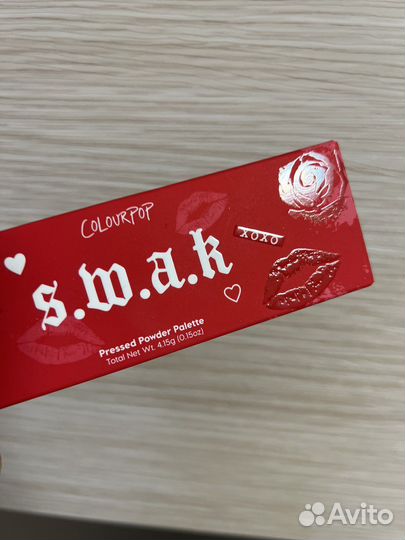 COLOURPOP
XOXO
s.w.a.k
Pressed Powder Palette
Total Net Wt. 4.15g (0.15oz)
Avito